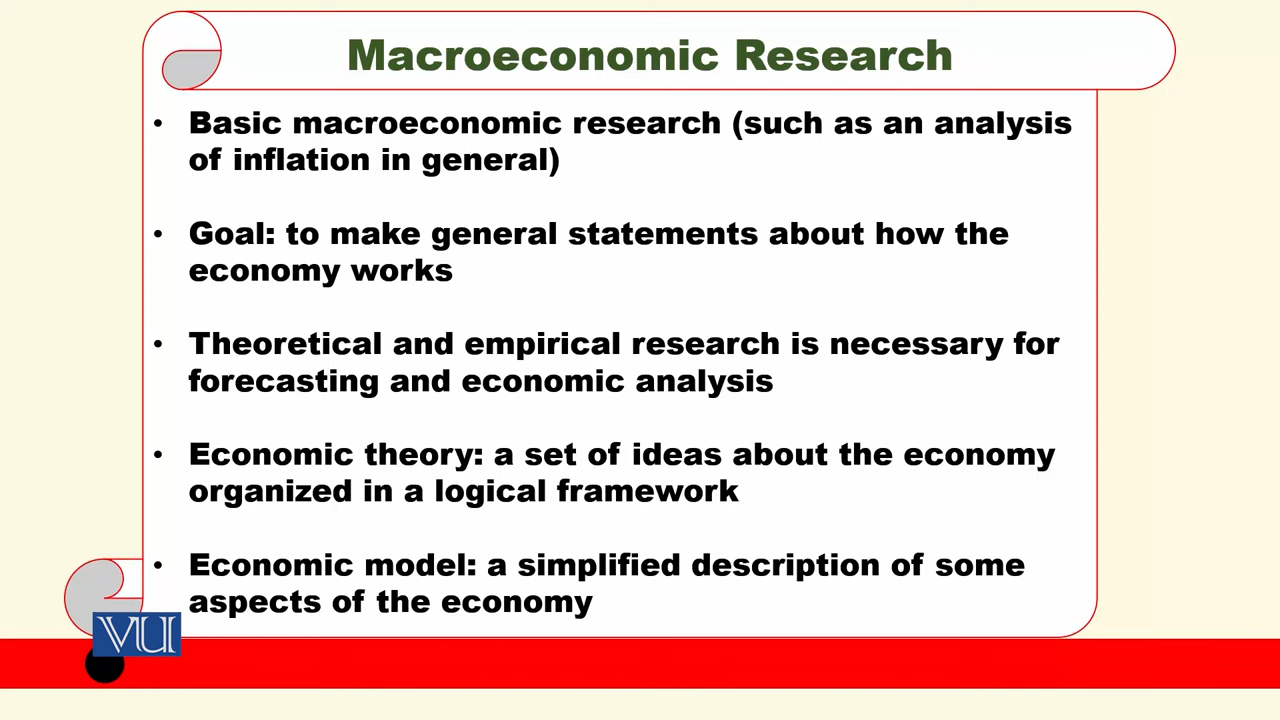 Macroeconomic Research
• Basic macroeconomic research (such as an analysis
of inflation in general)
• Goal: to make general statements about how the
economy works
• Theoretical and empirical research is necessary for
forecasting and economic analysis
• Economic theory: a set of ideas about the economy
organized in a logical framework
• Economic model: a simplified description of some
aspects of the economy
VU